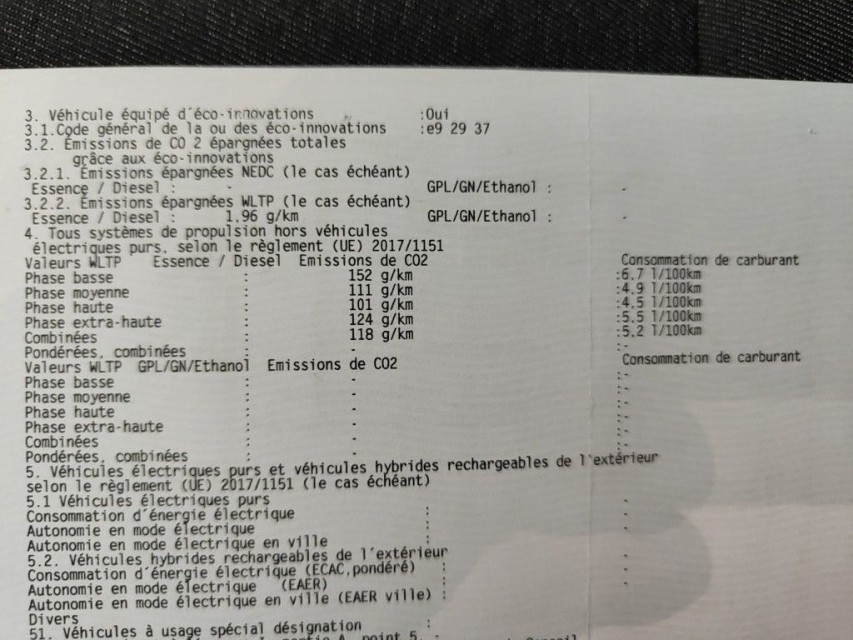 3. Véhicule équipé d'éco-innovations :Oui
3.1.Code général de la ou des éco-innovations :e9 29 37
3.2. Émissions de CO 2 épargnées totales
grâce aux éco-innovations
3.2.1. Émissions épargnées NEDC (le cas échéant)
Essence / Diesel : - GPL/GN/Ethanol : -
3.2.2. Émissions épargnées WLTP (le cas échéant)
Essence / Diesel : 1.96 g/km GPL/GN/Ethanol : -
4. Tous systèmes de propulsion hors véhicules
électriques purs, selon le règlement (UE) 2017/1151
Valeurs WLTP Essence / Diesel Emissions de CO2 Consommation de carburant
Phase basse : 152 g/km :6.7 l/100km
Phase moyenne : 111 g/km :4.9 l/100km
Phase haute : 101 g/km :4.5 l/100km
Phase extra-haute : 124 g/km :5.5 l/100km
Combinées : 118 g/km :5.2 l/100km
Pondérées, combinées : - :-
Valeurs WLTP GPL/GN/Ethanol Emissions de CO2 Consommation de carburant
Phase basse : - :-
Phase moyenne : - :-
Phase haute : - :-
Phase extra-haute : - :-
Combinées : - :-
Pondérées, combinées : - :-
5. Véhicules électriques purs et véhicules hybrides rechargeables de l'extérieur
selon le règlement (UE) 2017/1151 (le cas échéant)
5.1 Véhicules électriques purs
Consommation d'énergie électrique : -
Autonomie en mode électrique : -
Autonomie en mode électrique en ville : -
5.2. Véhicules hybrides rechargeables de l'extérieur
Consommation d'énergie électrique (ECAC,pondéré) : -
Autonomie en mode électrique (EAER) : -
Autonomie en mode électrique en ville (EAER ville) : -
Divers
51. Véhicules à usage spécial désignation :
point 5.